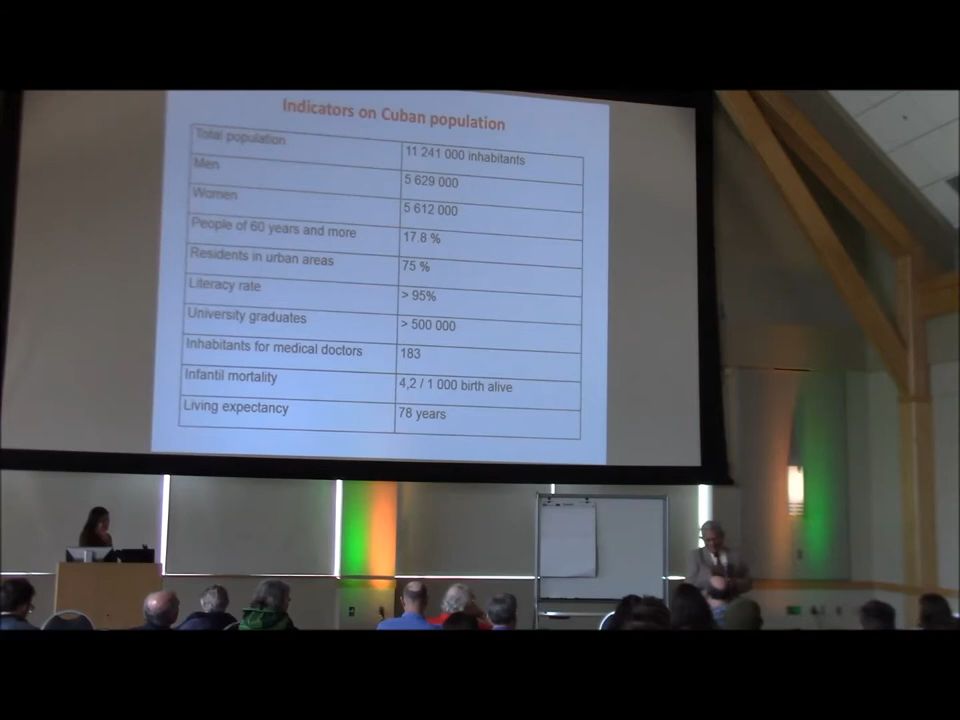 Indicators on Cuban population
Total population 11 241 000 inhabitants
Men 5 629 000
Women 5 612 000
People of 60 years and more 17.8 %
Residents in urban areas 75 %
Literacy rate > 95%
University graduates > 500 000
Inhabitants for medical doctors 183
Infantil mortality 4,2 / 1 000 birth alive
Living expectancy 78 years